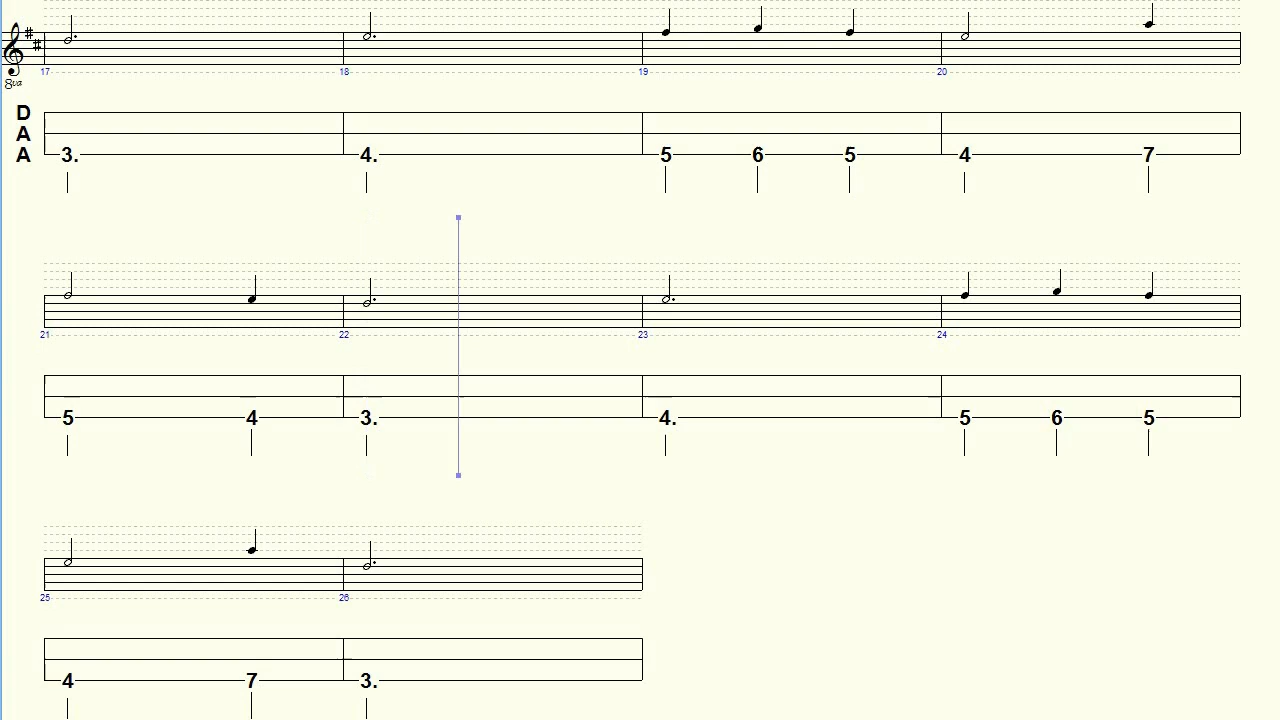 8va
17 18 19 20
D
A
A 3. 4. 5 6 5 4 7
21 22 23 24
5 4 3. 4. 5 6 5
25 26
4 7 3.